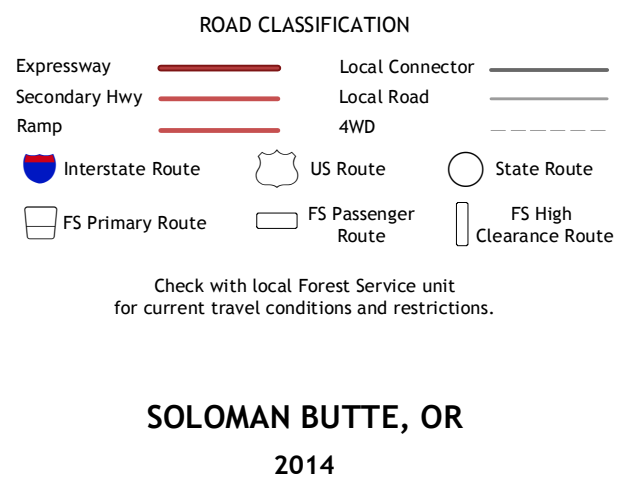 ROAD CLASSIFICATION
Expressway
Local Connector
Secondary Hwy
Local Road
Ramp
4WD
Interstate Route
US Route
State Route
FS Primary Route
FS Passenger
Route
FS High
Clearance Route
Check with local Forest Service unit
for current travel conditions and restrictions.
SOLOMAN BUTTE, OR
2014